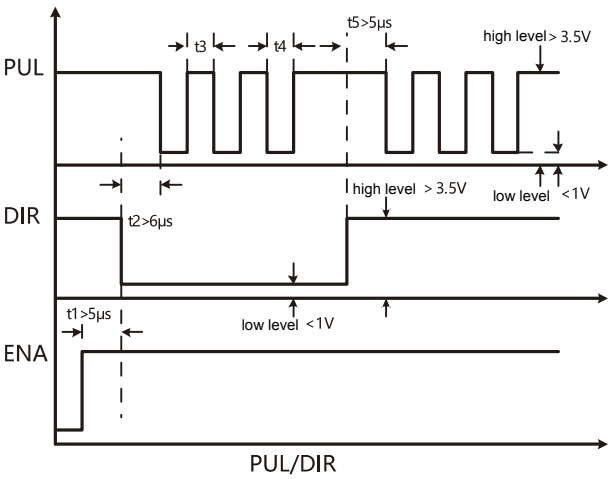 t3
t4
t5>5μs
high level > 3.5V
PUL
low level <1V
high level > 3.5V
DIR
t2>6μs
t1>5μs
low level <1V
ENA
PUL/DIR